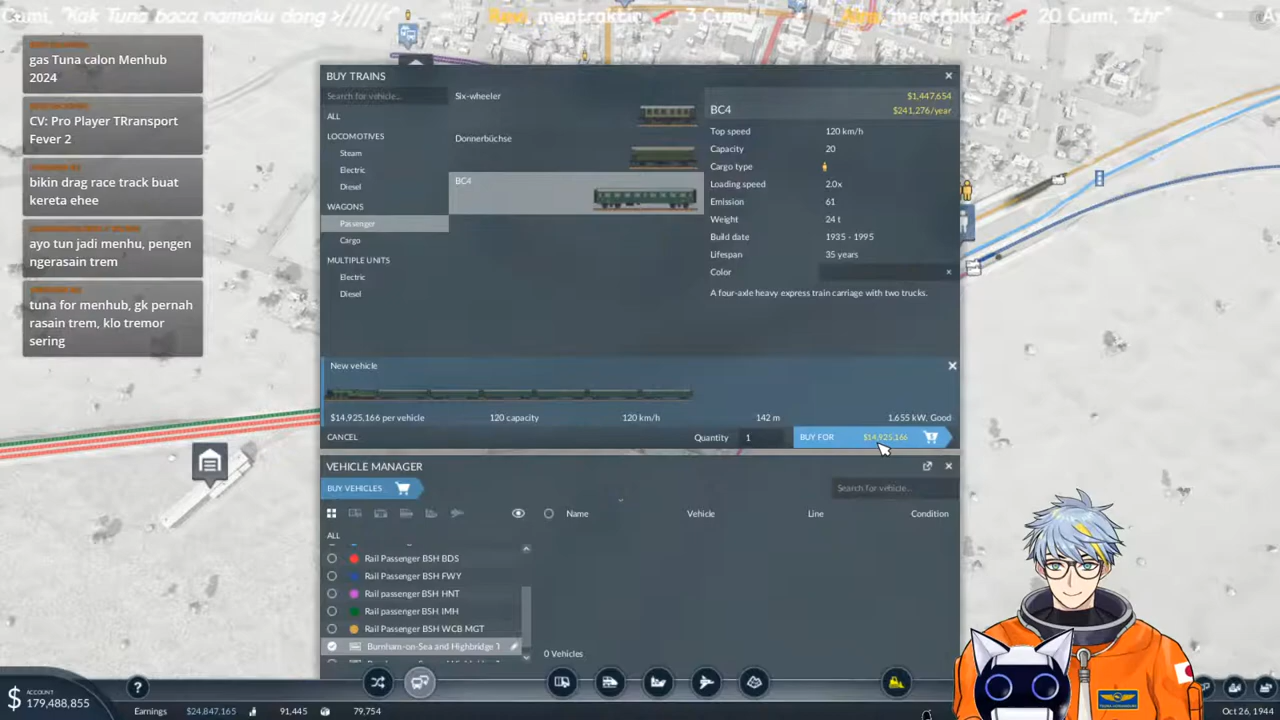 Cumi, "Kak Tuna baca namaku dong >/////<"
mentraktir 3 Cumi,
mentraktir 20 Cumi, "thr"
gas Tuna calon Menhub
2024
CV: Pro Player TRansport
Fever 2
bikin drag race track buat
kereta ehee
ayo tun jadi menhu, pengen
ngerasain trem
tuna for menhub, gk pernah
rasain trem, klo tremor
sering
BUY TRAINS
Search for vehicle...
ALL
LOCOMOTIVES
Steam
Electric
Diesel
WAGONS
Passenger
Cargo
MULTIPLE UNITS
Electric
Diesel
Six-wheeler
Donnerbüchse
BC4
$1,447,654
BC4
$241,276/year
Top speed 120 km/h
Capacity 20
Cargo type
Loading speed 2.0x
Emission 61
Weight 24 t
Build date 1935 - 1995
Lifespan 35 years
Color
A four-axle heavy express train carriage with two trucks.
New vehicle
$14,925,166 per vehicle 120 capacity 120 km/h 142 m 1.655 kW, Good
CANCEL Quantity 1 BUY FOR $14,925,166
VEHICLE MANAGER
BUY VEHICLES Search for vehicle...
Name Vehicle Line Condition
ALL
Rail Passenger BSH BDS
Rail Passenger BSH FWY
Rail passenger BSH HNT
Rail passenger BSH IMH
Rail Passenger BSH WCB MGT
Burnham-on-Sea and Highbridge T
0 Vehicles
$ ACCOUNT
179,488,855
?
Earnings $24,847,165 91,445 79,754
Oct 26, 1944